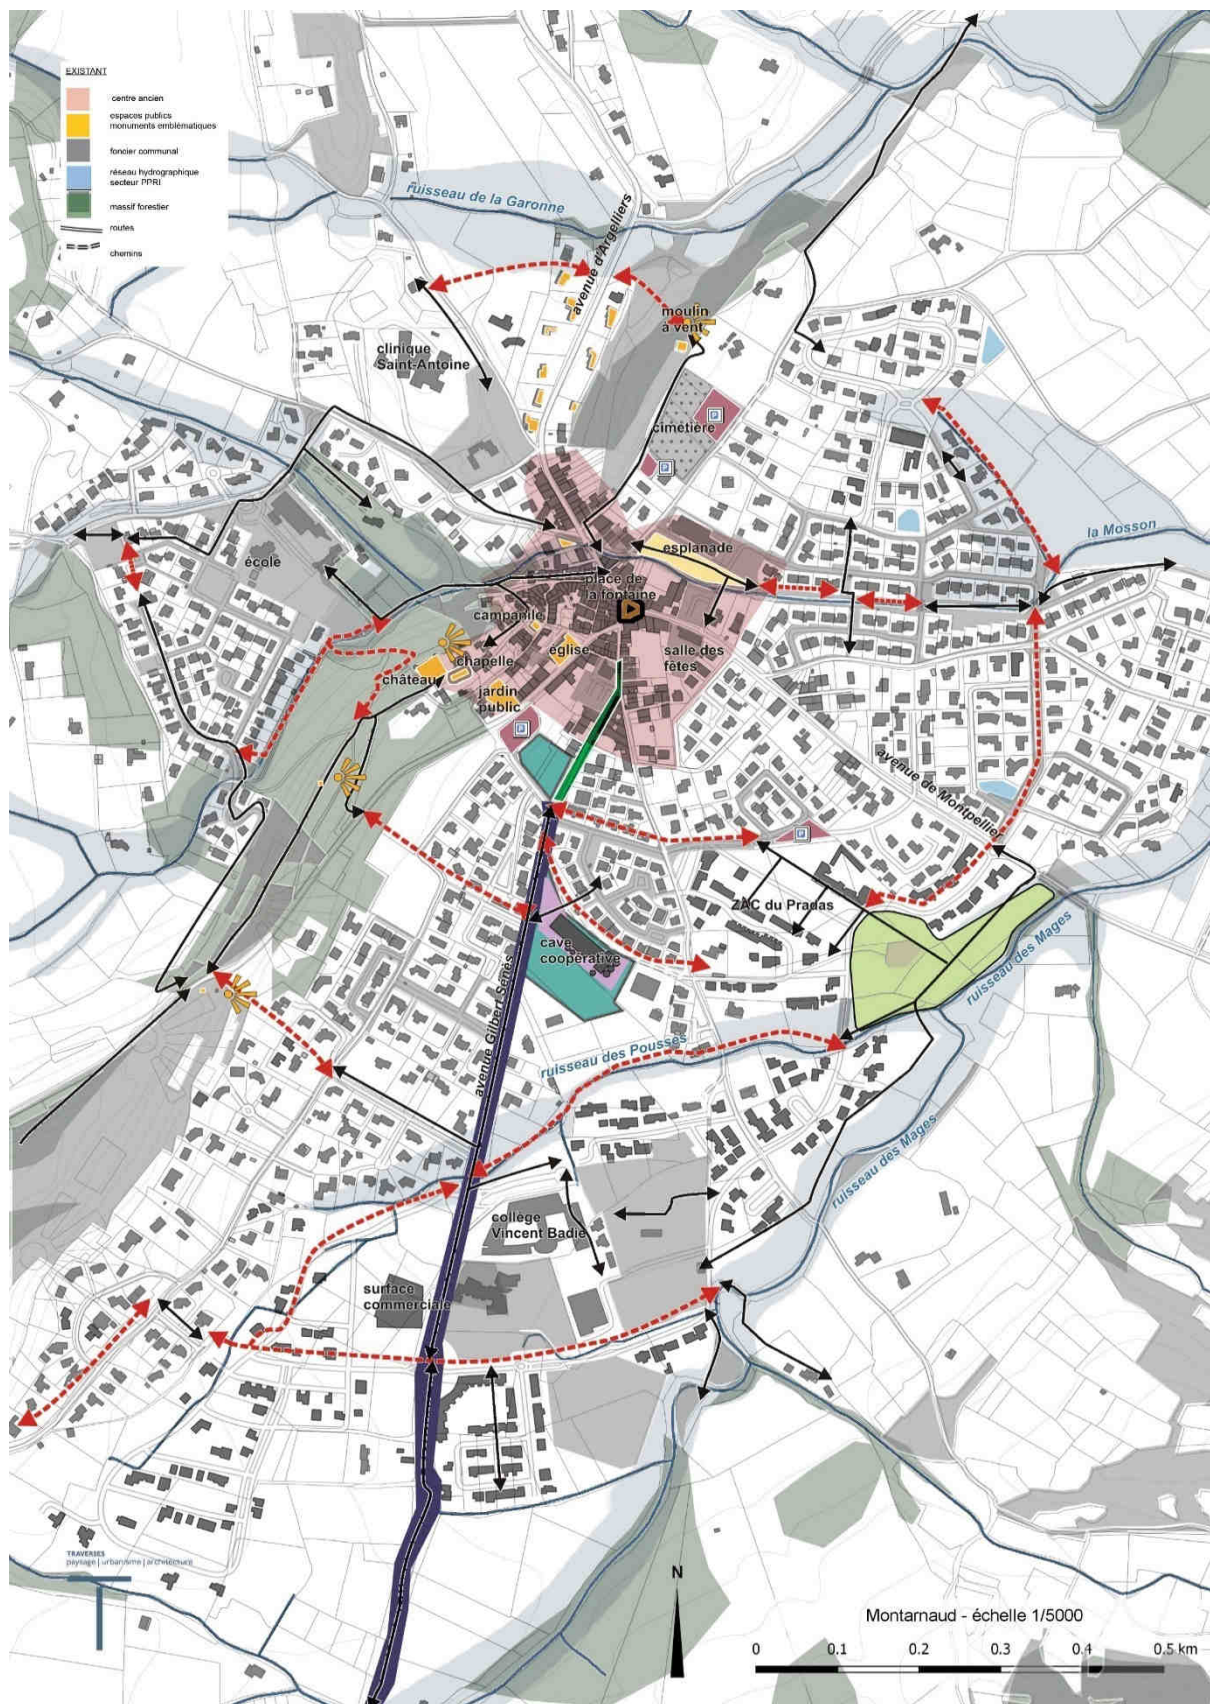 EXISTANT
centre ancien
espaces publics
monuments emblématiques
foncier communal
réseau hydrographique
secteur PPRI
massif forestier
routes
chemins
ruisseau de la Garonne
avenue d'Argelliers
moulin
à vent
clinique
Saint-Antoine
P
cimétière
P
la Mosson
esplanade
école
place de
la fontaine
campanile
église
salle des
fêtes
chapelle
château
jardin
public
P
avenue de Montpellier
P
ZAC du Pradas
cave
coopérative
ruisseau des Mages
avenue Gilbert Senès
ruisseau des Pousses
ruisseau des Mages
collège
Vincent Badie
surface
commerciale
TRAVERSES
paysage | urbanisme | architecture
N
Montarnaud - échelle 1/5000
0 0.1 0.2 0.3 0.4 0.5 km